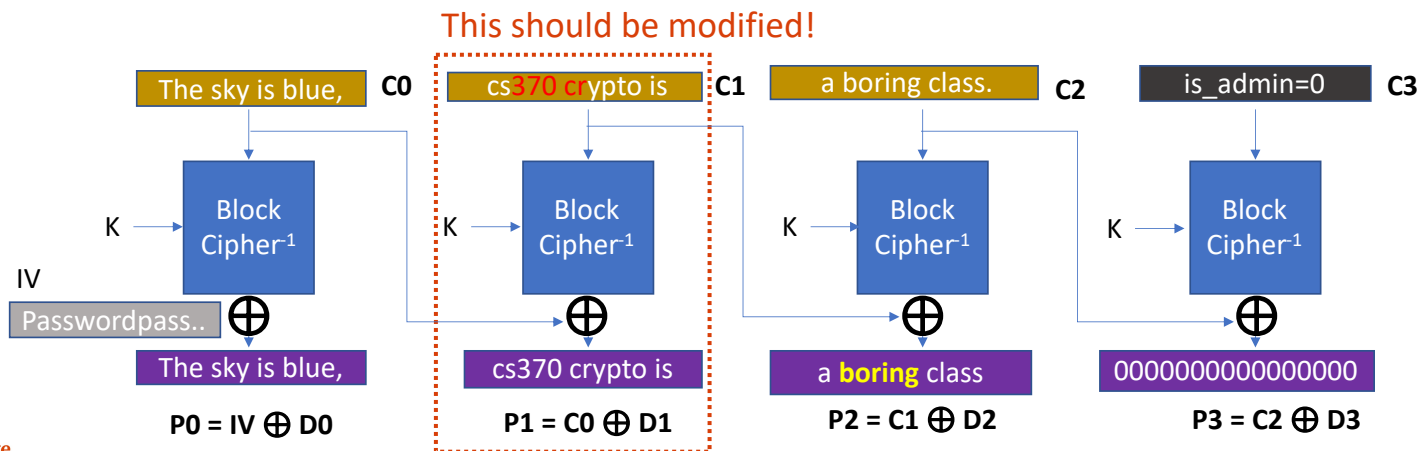 This should be modified!
The sky is blue, C0
cs370 crypto is C1
a boring class. C2
is_admin=0 C3
K
Block
Cipher-1
K
Block
Cipher-1
K
Block
Cipher-1
K
Block
Cipher-1
IV
Passwordpass..
The sky is blue,
cs370 crypto is
a boring class
0000000000000000
P0 = IV ⊕ D0
P1 = C0 ⊕ D1
P2 = C1 ⊕ D2
P3 = C2 ⊕ D3